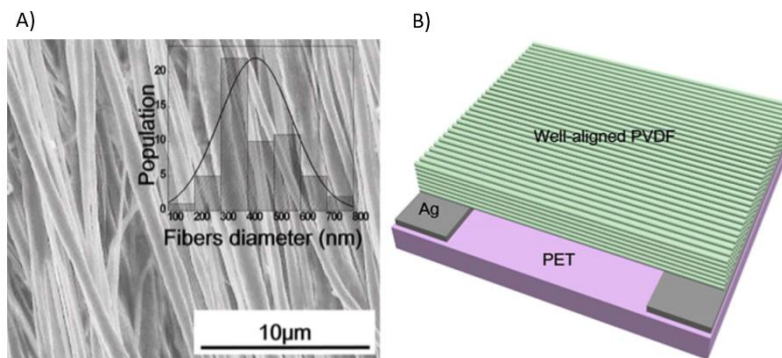 A)
B)
Population
20
15
10
5
0
100 200 300 400 500 600 700 800
Fibers diameter (nm)
10μm
Well-aligned PVDF
Ag
PET